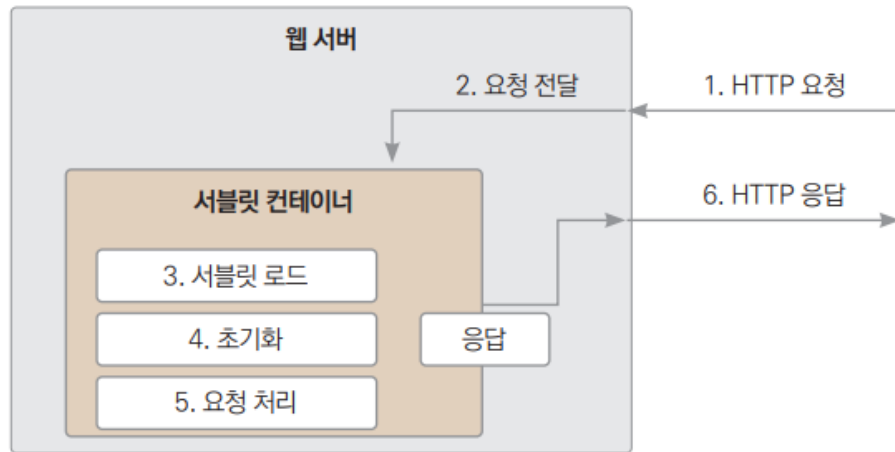 웹 서버
2. 요청 전달
1. HTTP 요청
서블릿 컨테이너
6. HTTP 응답
3. 서블릿 로드
4. 초기화
응답
5. 요청 처리